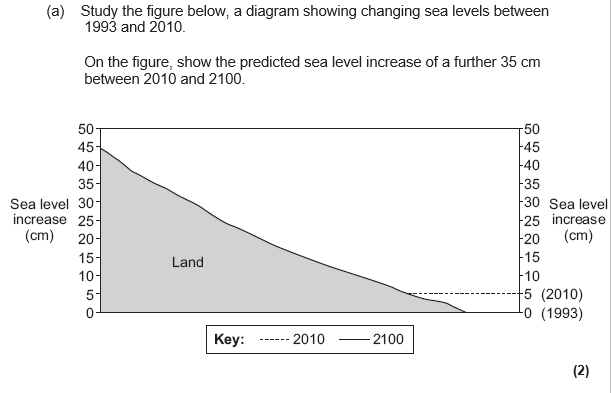 (a) Study the figure below, a diagram showing changing sea levels between
1993 and 2010.
On the figure, show the predicted sea level increase of a further 35 cm
between 2010 and 2100.
50 50
45 45
40 40
35 35
Sea level 30 30 Sea level
increase 25 25 increase
(cm) 20 20 (cm)
15 Land 15
10 10
5 5 (2010)
0 0 (1993)
Key: ------ 2010 —— 2100
(2)